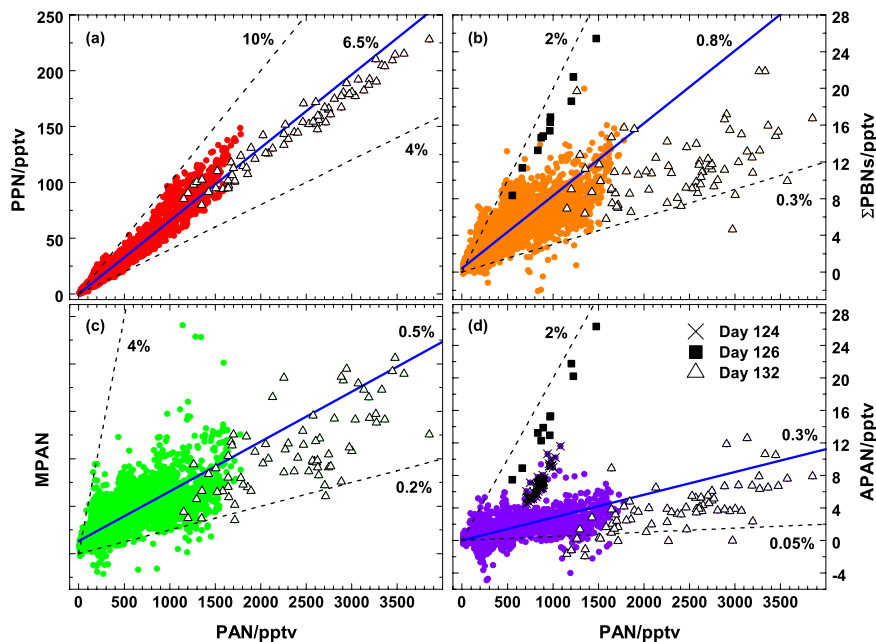 (a)
10%
6.5%
4%
250
200
150
100
50
0
PPN/pptv
(b)
2%
0.8%
0.3%
28
24
20
16
12
8
4
0
ΣPBNs/pptv
(c)
4%
0.5%
0.2%
MPAN
0 500 1000 1500 2000 2500 3000 3500
PAN/pptv
(d)
2%
Day 124
Day 126
Day 132
0.3%
0.05%
28
24
20
16
12
8
4
0
-4
APAN/pptv
0 500 1000 1500 2000 2500 3000 3500
PAN/pptv